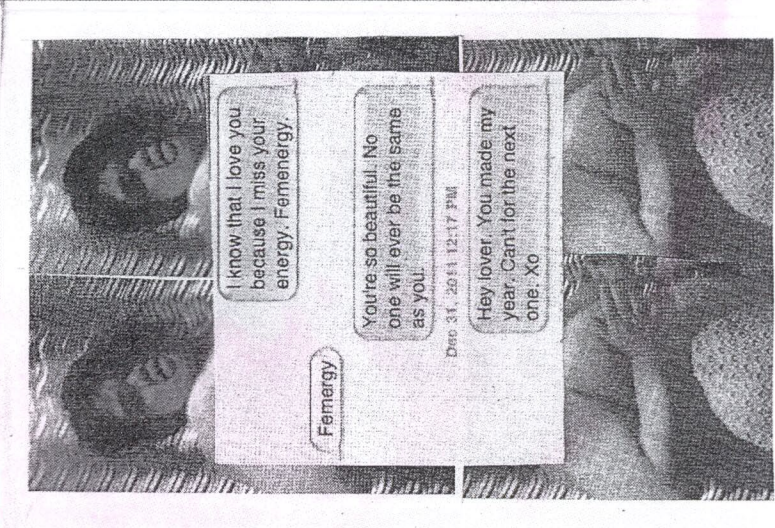 I know that I love you
because I miss your
energy. Femenergy.
Femergy
You're so beautiful. No
one will ever be the same
as you.
Dec 31, 2011 12:17 PM
Hey lover. You made my
year. Can't for the next
one. Xo